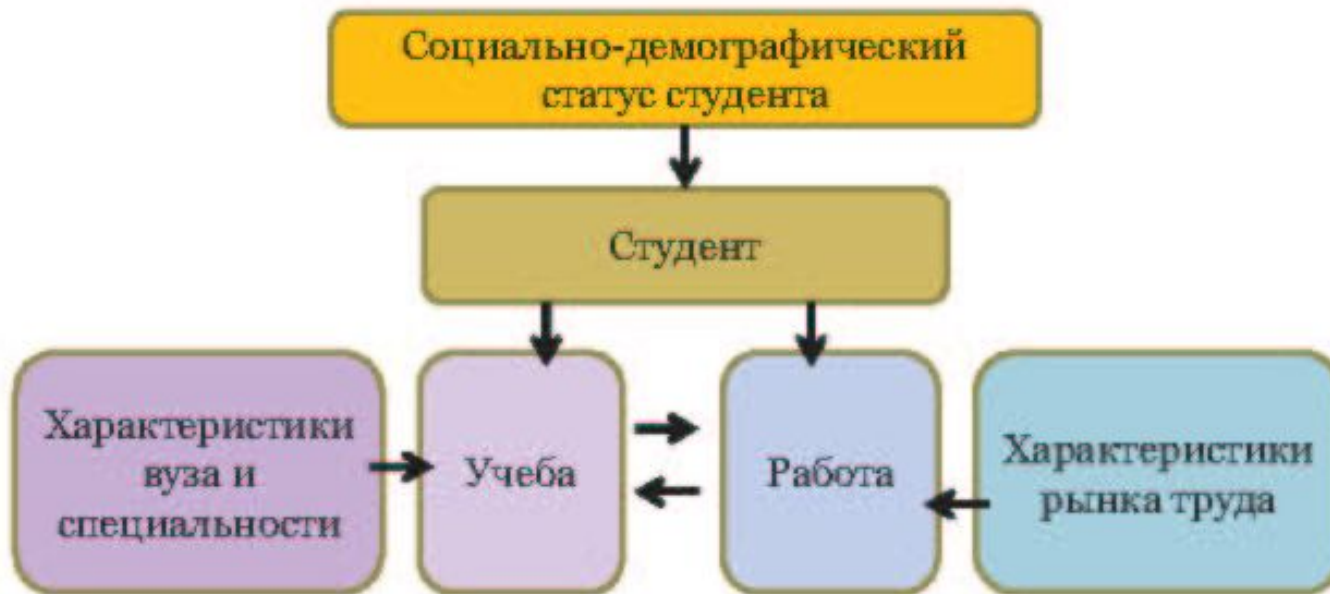 Социально-демографический
статус студента
Студент
Характеристики
вуза и
специальности
Учеба
Работа
Характеристики
рынка труда